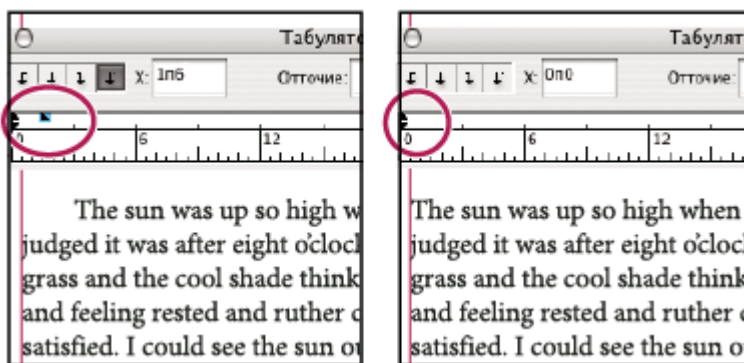 Табулято
X: 1п6
Отточие:
0 6 12
The sun was up so high w
judged it was after eight o'clock
grass and the cool shade think
and feeling rested and ruther c
satisfied. I could see the sun ou
Табулят
X: 0п0
Отточие:
0 6 12
The sun was up so high when
judged it was after eight o'cloc
grass and the cool shade think
and feeling rested and ruther
satisfied. I could see the sun o